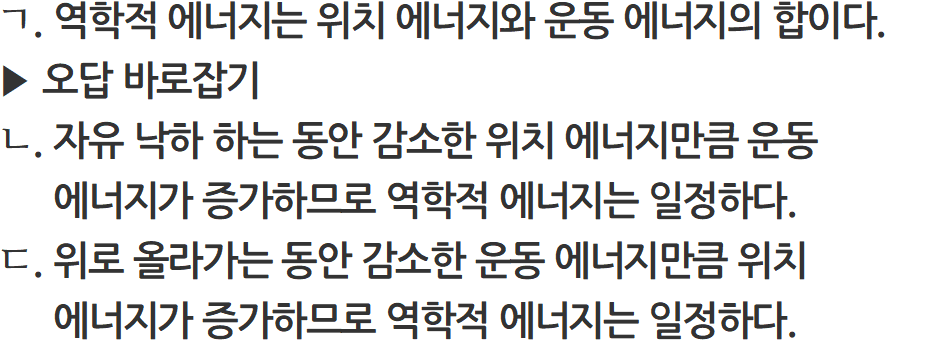 ㄱ. 역학적 에너지는 위치 에너지와 운동 에너지의 합이다.
▶ 오답 바로잡기
ㄴ. 자유 낙하 하는 동안 감소한 위치 에너지만큼 운동
에너지가 증가하므로 역학적 에너지는 일정하다.
ㄷ. 위로 올라가는 동안 감소한 운동 에너지만큼 위치
에너지가 증가하므로 역학적 에너지는 일정하다.